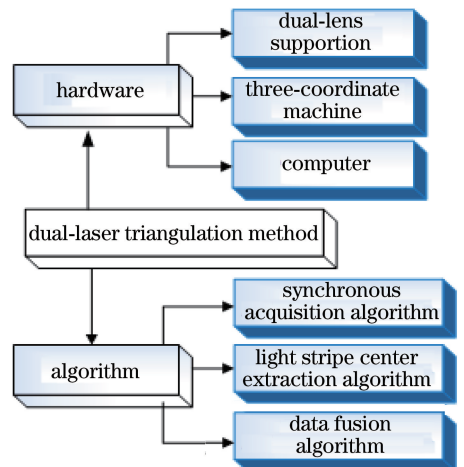 dual-lens
supportion
hardware
three-coordinate
machine
computer
dual-laser triangulation method
synchronous
acquisition algorithm
algorithm
light stripe center
extraction algorithm
data fusion
algorithm